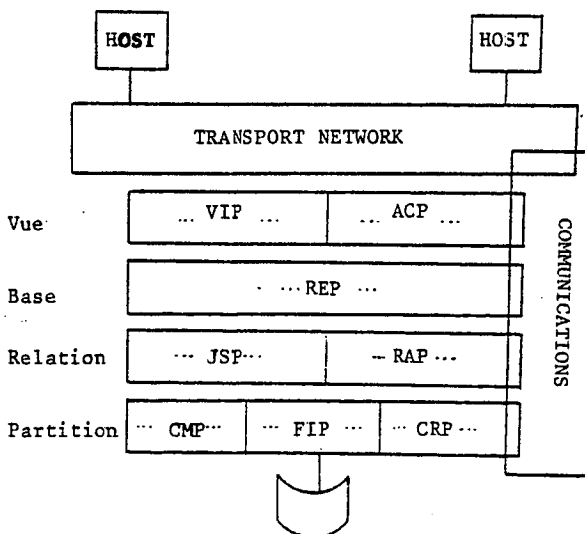 HOST HOST
TRANSPORT NETWORK
Vue ... VIP ... ... ACP ...
Base ... REP ...
Relation ... JSP ... ... RAP ...
Partition ... CMP ... ... FIP ... ... CRP ...
COMMUNICATIONS